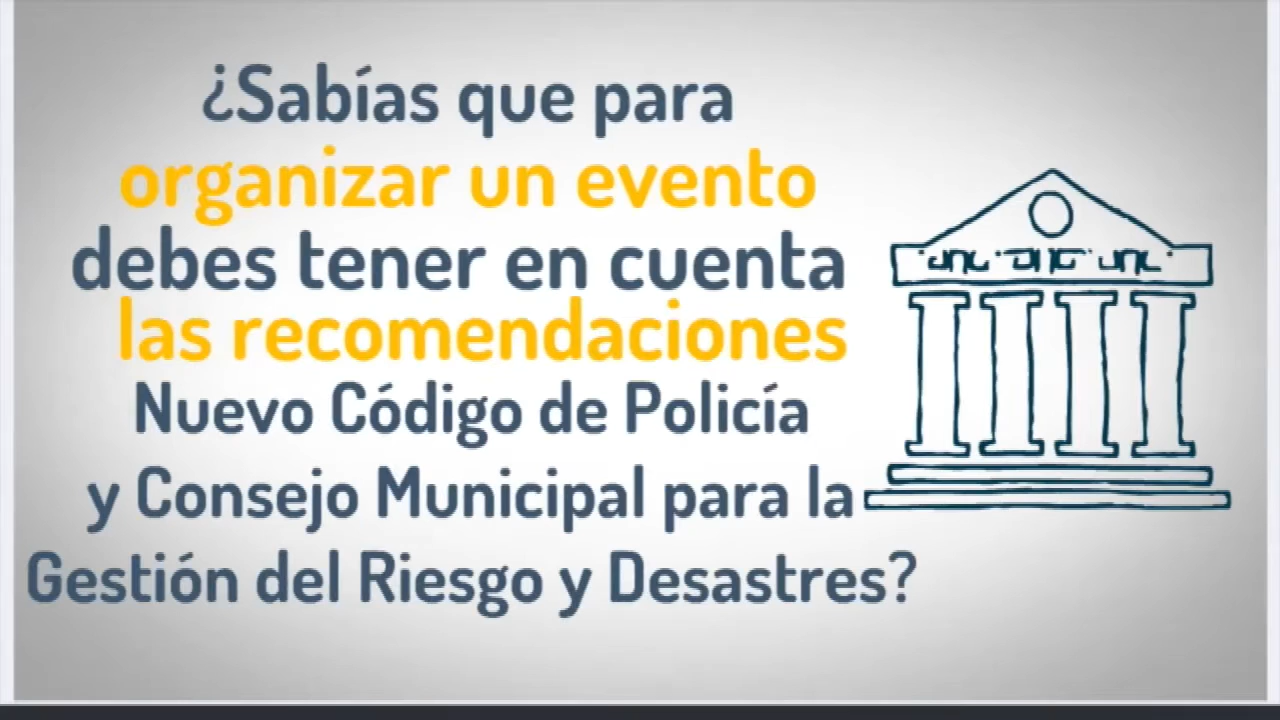 ¿Sabías que para
organizar un evento
debes tener en cuenta
las recomendaciones
Nuevo Código de Policía
y Consejo Municipal para la
Gestión del Riesgo y Desastres?